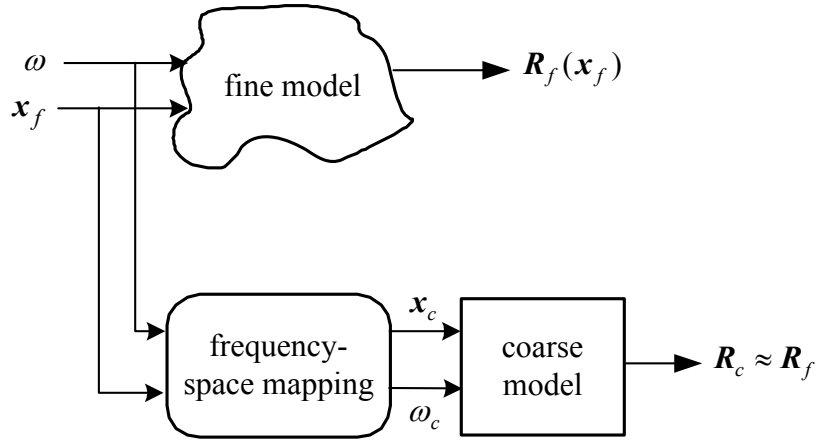 ω
fine model
R_f(x_f)
x_f
x_c
frequency-
space mapping
coarse
model
R_c ≈ R_f
ω_c